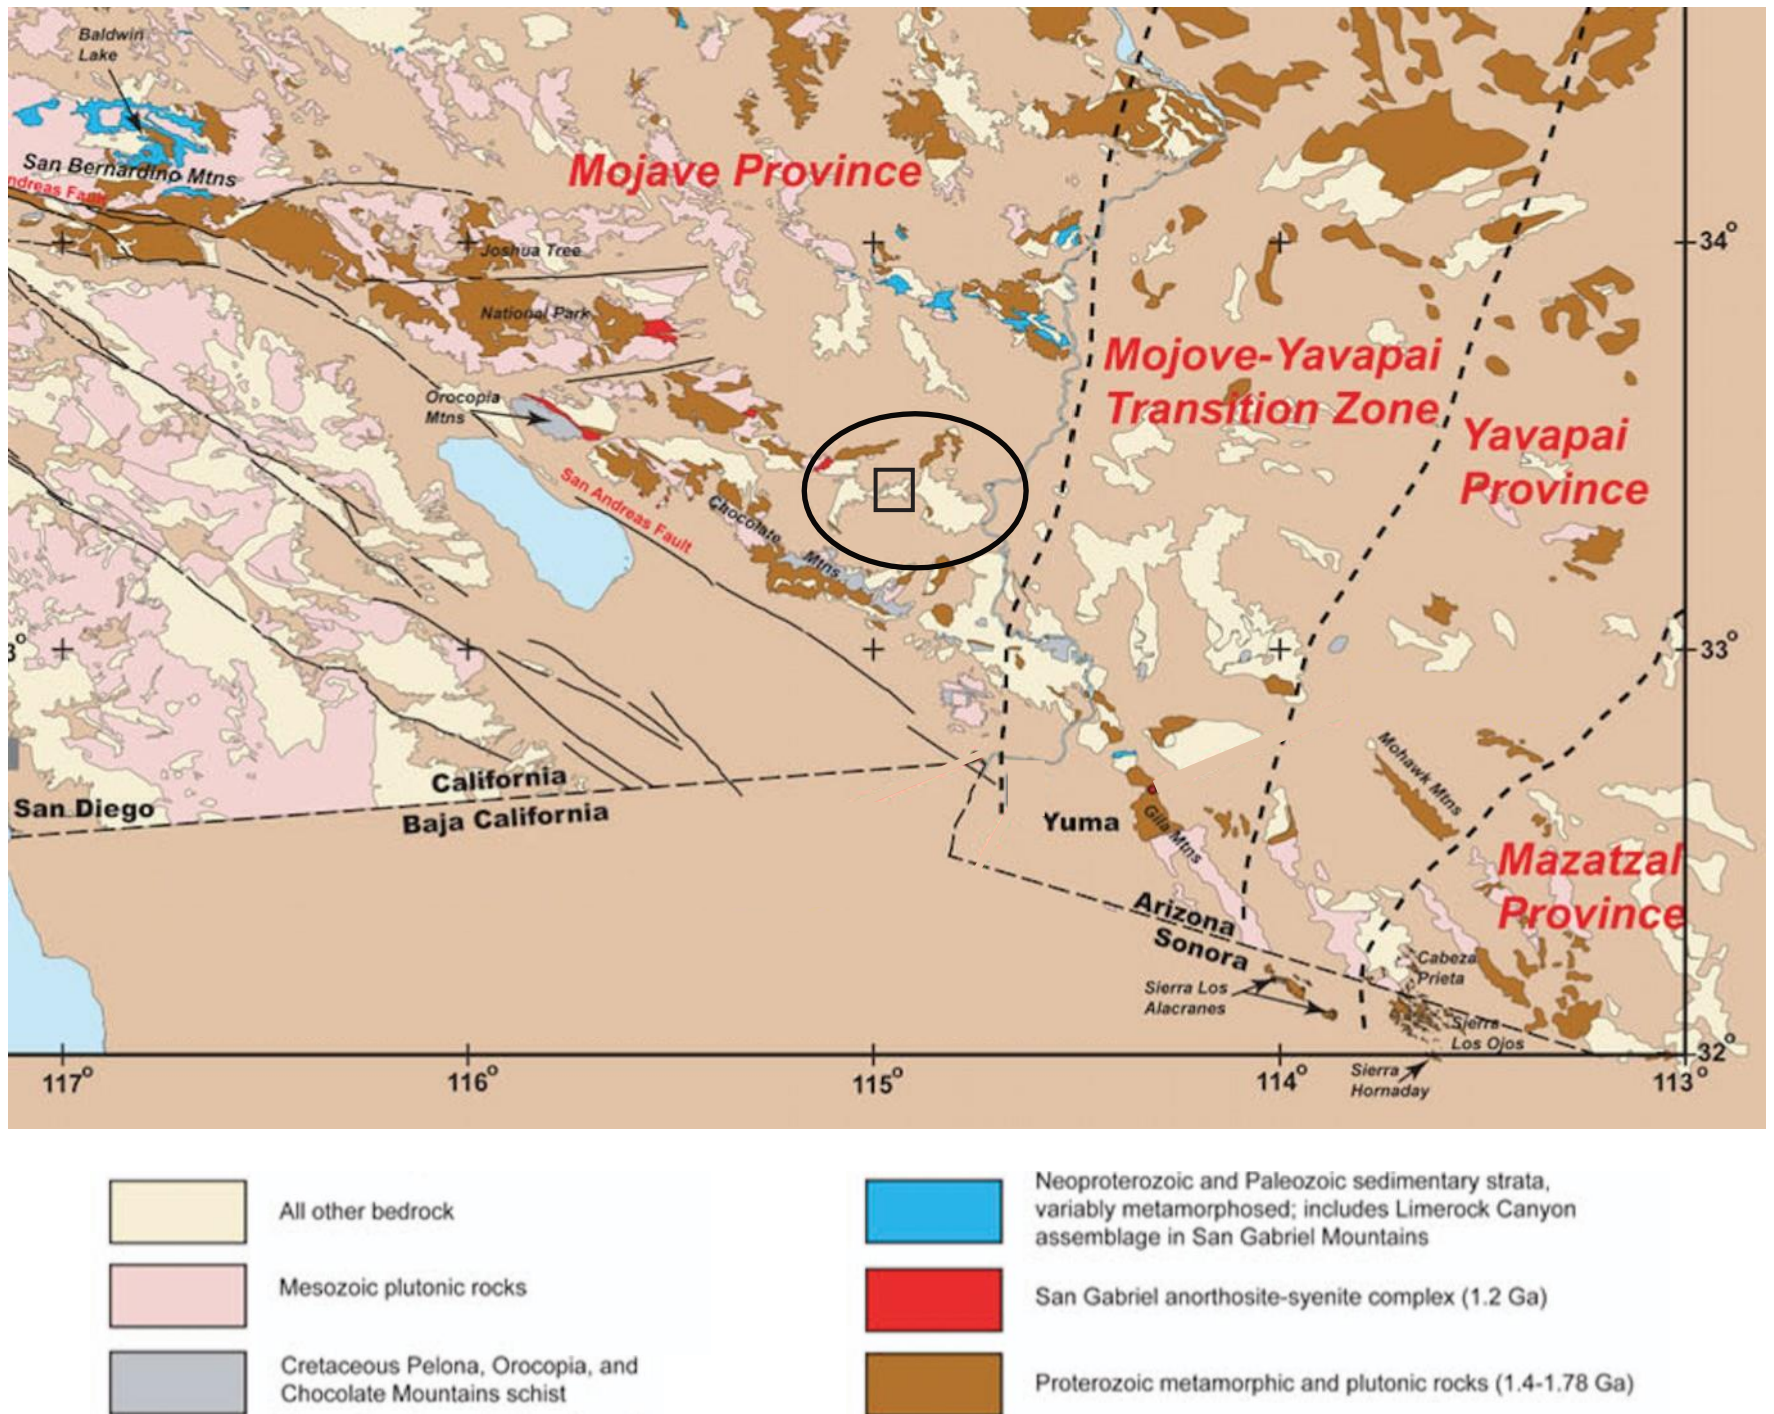 Baldwin
Lake
San Bernardino Mtns
ndreas Fault
Mojave Province
Joshua Tree
National Park
34°
Mojove-Yavapai
Transition Zone
Orocopia
Mtns
Yavapai
Province
San Andreas Fault
Chocolate
Mtns
3°
33°
Mohawk Mtns
California
Baja California
San Diego
Yuma
Gila Mtns
Mazatzal
Province
Arizona
Sonora
Cabeza
Prieta
Sierra Los
Alacranes
Sierra
Los Ojos
32°
Sierra
Hornaday
117°
116°
115°
114°
113°
All other bedrock
Mesozoic plutonic rocks
Cretaceous Pelona, Orocopia, and
Chocolate Mountains schist
Neoproterozoic and Paleozoic sedimentary strata,
variably metamorphosed; includes Limerock Canyon
assemblage in San Gabriel Mountains
San Gabriel anorthosite-syenite complex (1.2 Ga)
Proterozoic metamorphic and plutonic rocks (1.4-1.78 Ga)